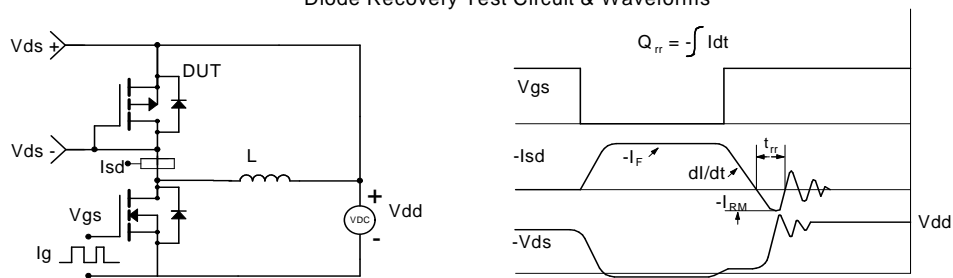 Diode Recovery Test Circuit & Waveforms
Vds +
DUT
Vds -
Isd
L
Vgs
Ig
VDC
+
-
Vdd
Q rr = - ∫ Idt
Vgs
-Isd
-I F
dI/dt
t rr
-I RM
Vdd
-Vds